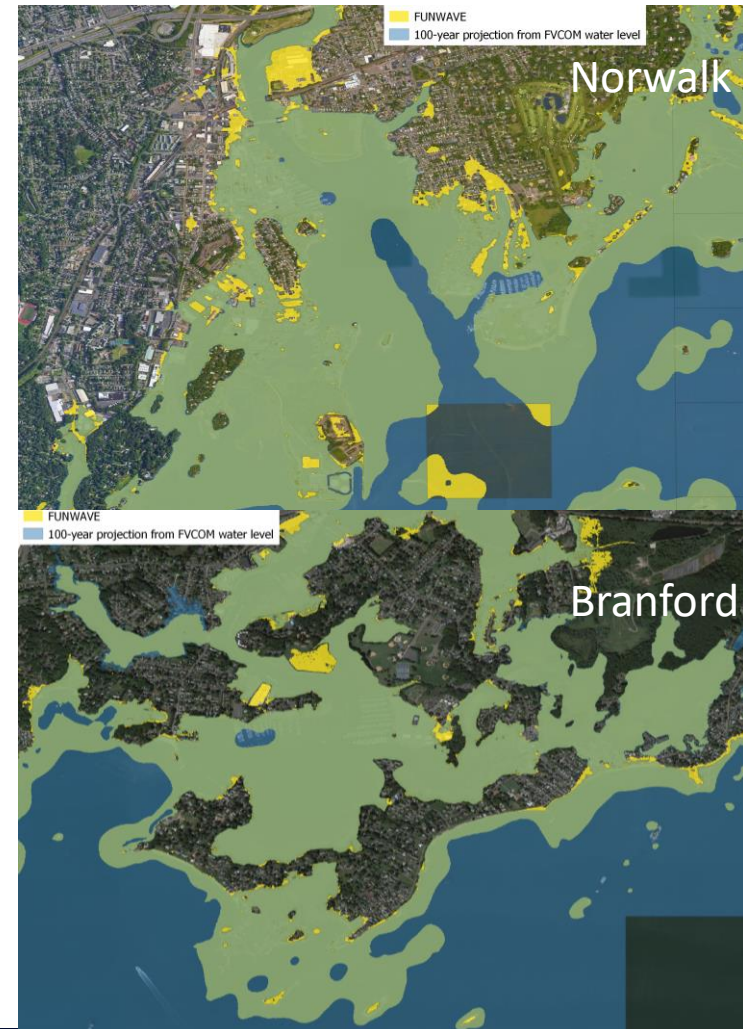 FUNWAVE
100-year projection from FVCOM water level
Norwalk
FUNWAVE
100-year projection from FVCOM water level
Branford